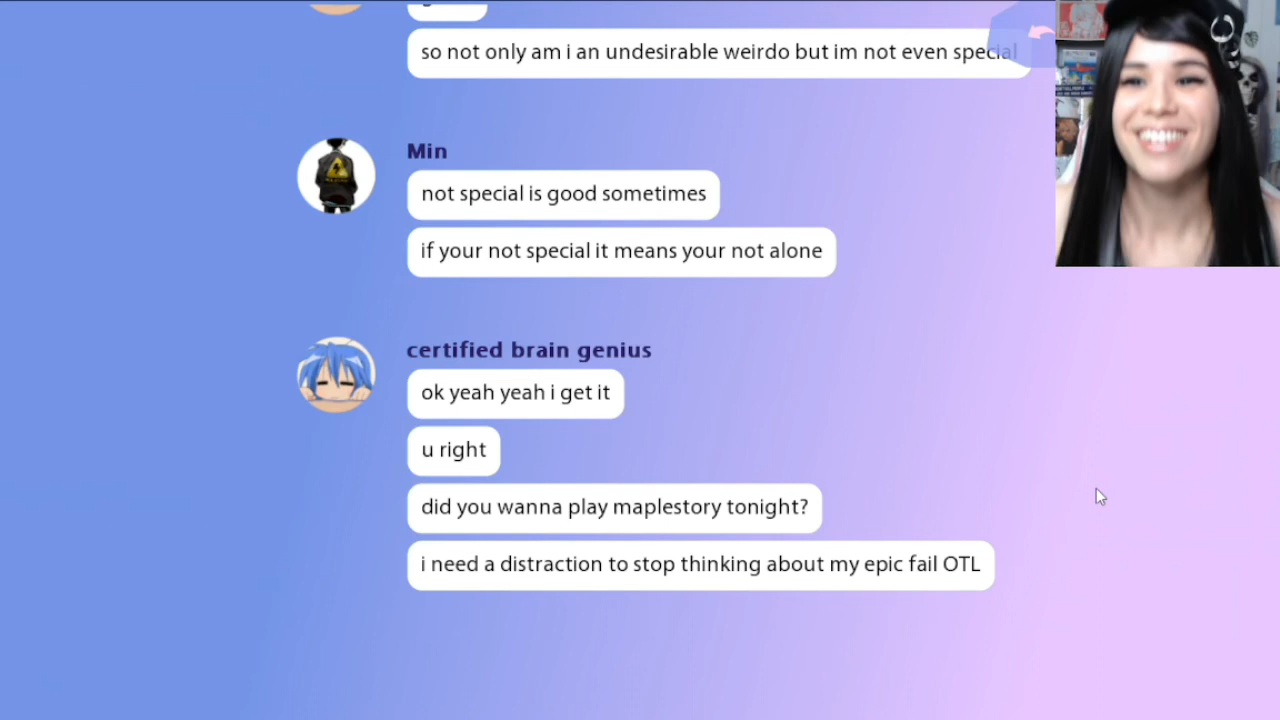 so not only am i an undesirable weirdo but im not even special
Min
not special is good sometimes
if your not special it means your not alone
certified brain genius
ok yeah yeah i get it
u right
did you wanna play maplestory tonight?
i need a distraction to stop thinking about my epic fail OTL